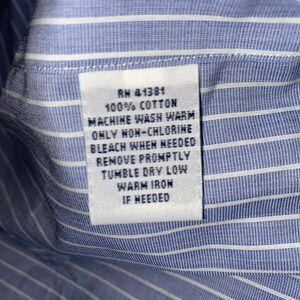 RN 41381
100% COTTON
MACHINE WASH WARM
ONLY NON-CHLORINE
BLEACH WHEN NEEDED
REMOVE PROMPTLY
TUMBLE DRY LOW
WARM IRON
IF NEEDED